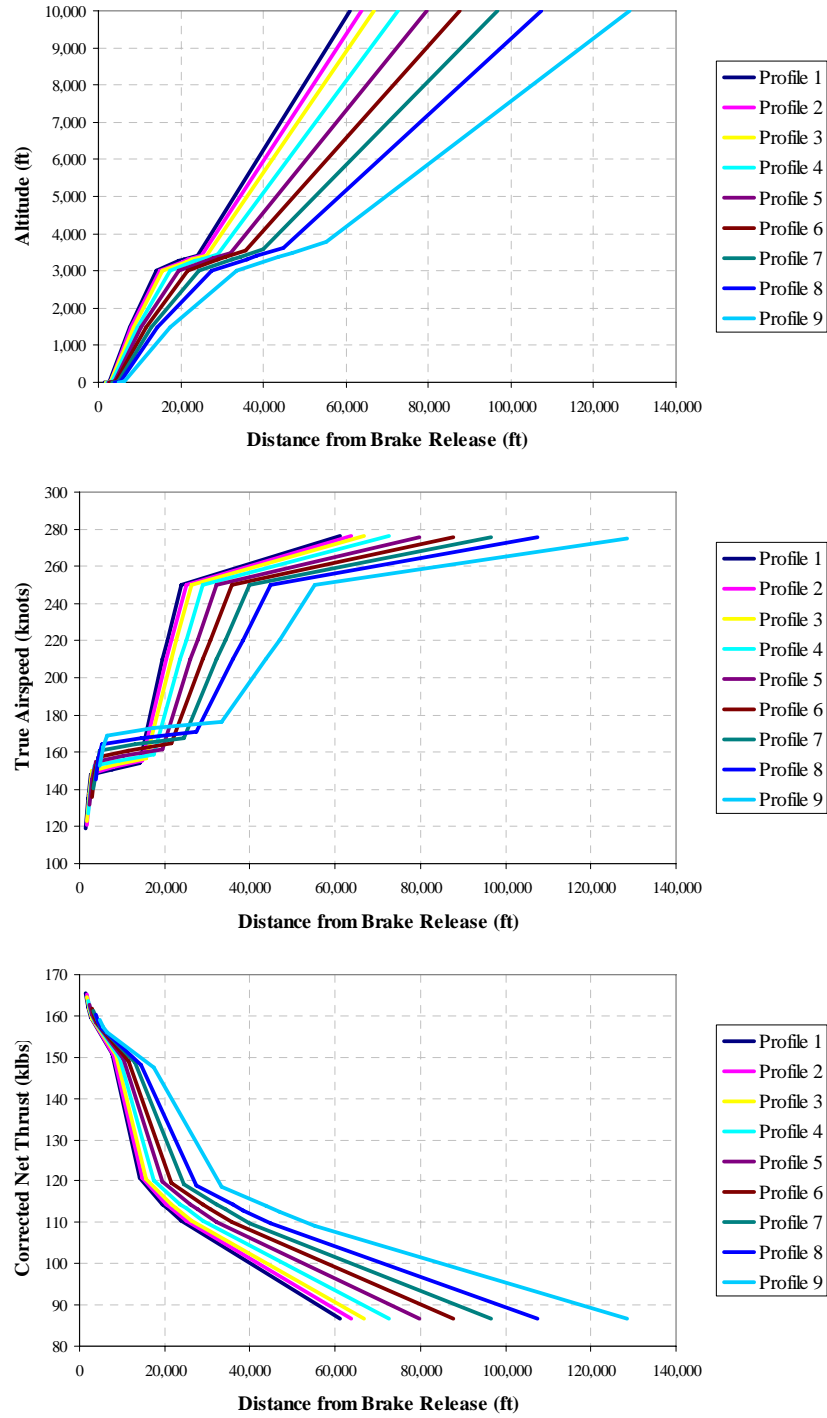 10,000
9,000
8,000
7,000
6,000
5,000
4,000
3,000
2,000
1,000
0
Altitude (ft)
0 20,000 40,000 60,000 80,000 100,000 120,000 140,000
Distance from Brake Release (ft)
Profile 1
Profile 2
Profile 3
Profile 4
Profile 5
Profile 6
Profile 7
Profile 8
Profile 9
300
280
260
240
220
200
180
160
140
120
100
True Airspeed (knots)
0 20,000 40,000 60,000 80,000 100,000 120,000 140,000
Distance from Brake Release (ft)
Profile 1
Profile 2
Profile 3
Profile 4
Profile 5
Profile 6
Profile 7
Profile 8
Profile 9
170
160
150
140
130
120
110
100
90
80
Corrected Net Thrust (klbs)
0 20,000 40,000 60,000 80,000 100,000 120,000 140,000
Distance from Brake Release (ft)
Profile 1
Profile 2
Profile 3
Profile 4
Profile 5
Profile 6
Profile 7
Profile 8
Profile 9